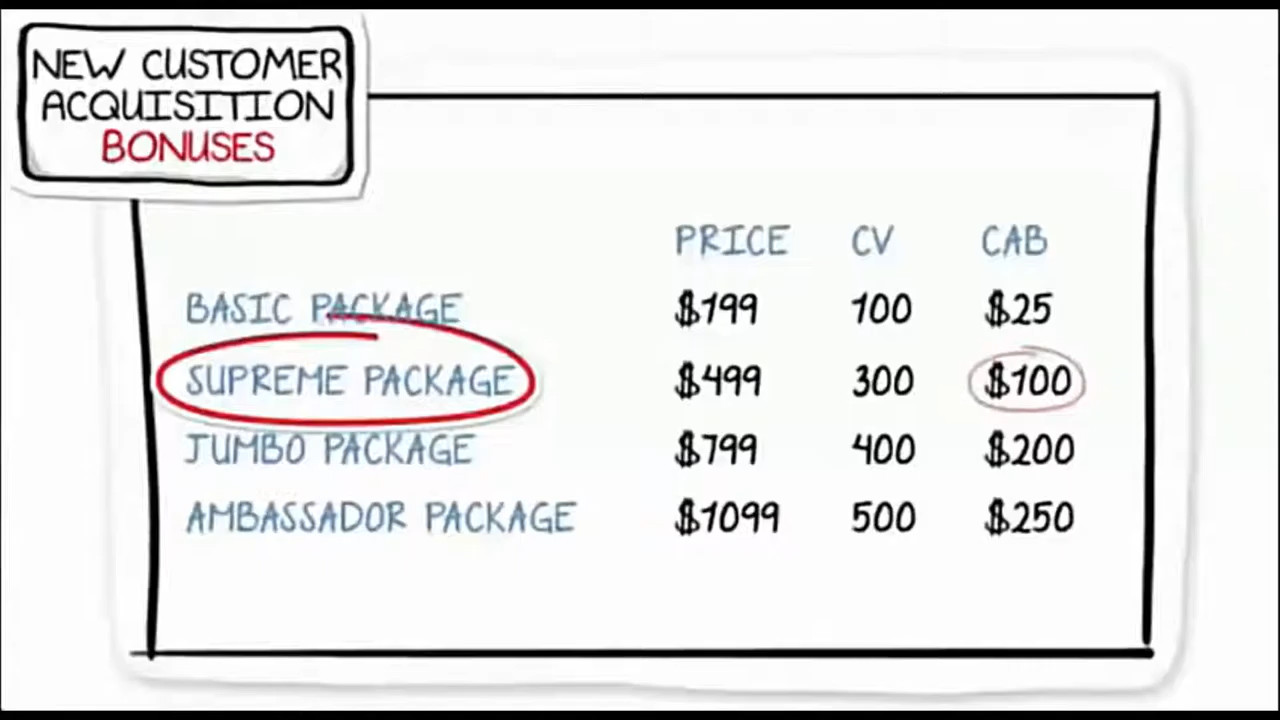 NEW CUSTOMER
ACQUISITION
BONUSES
PRICE CV CAB
BASIC PACKAGE $199 100 $25
SUPREME PACKAGE $499 300 $100
JUMBO PACKAGE $799 400 $200
AMBASSADOR PACKAGE $1099 500 $250